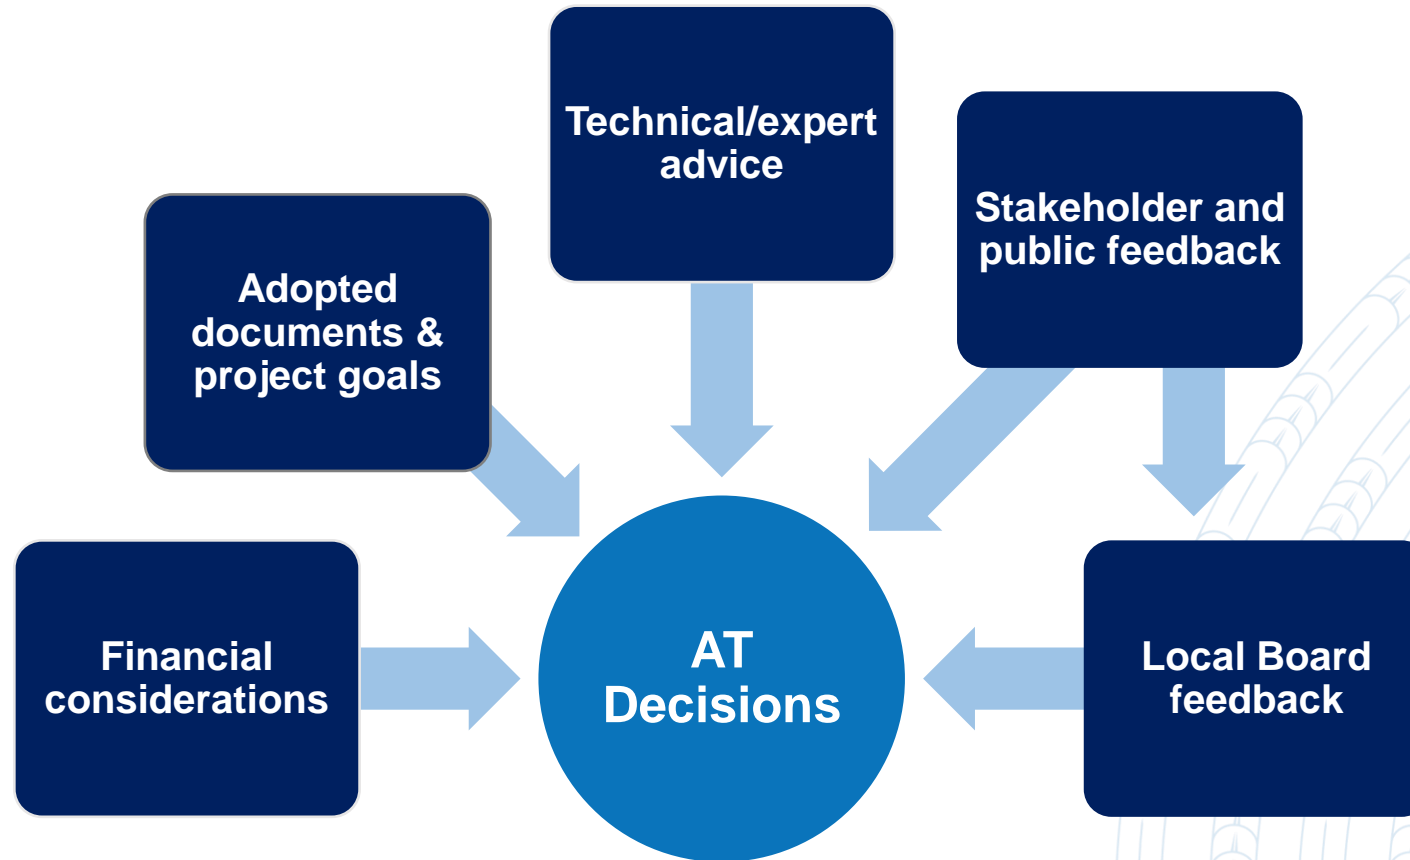 Technical/expert
advice
Stakeholder and
public feedback
Adopted
documents &
project goals
Financial
considerations
AT
Decisions
Local Board
feedback